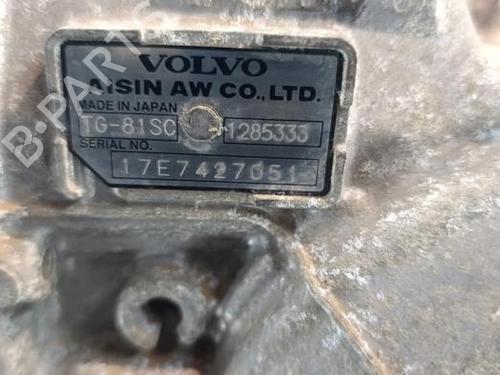 VOLVO
AISIN AW CO., LTD.
MADE IN JAPAN
TG-81SC 1285333
SERIAL NO.
17E7427051
B-PARTS